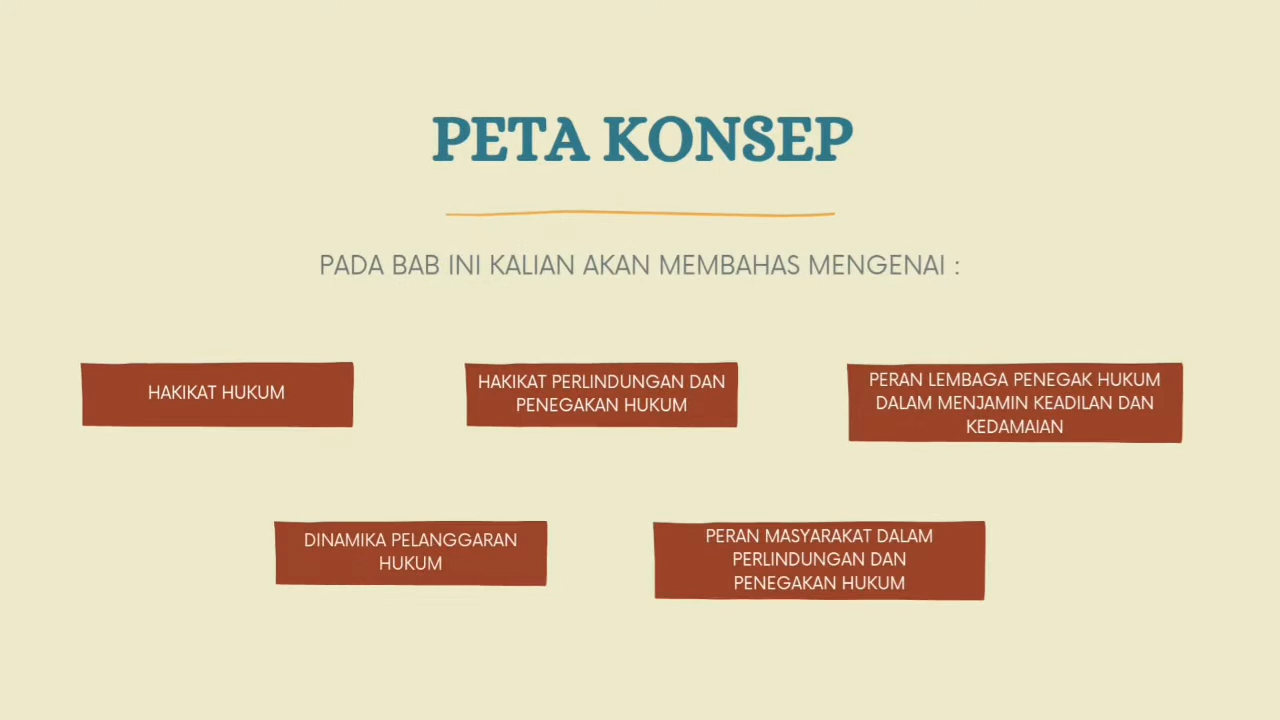 PETA KONSEP
PADA BAB INI KALIAN AKAN MEMBAHAS MENGENAI :
HAKIKAT HUKUM
HAKIKAT PERLINDUNGAN DAN
PENEGAKAN HUKUM
PERAN LEMBAGA PENEGAK HUKUM
DALAM MENJAMIN KEADILAN DAN
KEDAMAIAN
DINAMIKA PELANGGARAN
HUKUM
PERAN MASYARAKAT DALAM
PERLINDUNGAN DAN
PENEGAKAN HUKUM